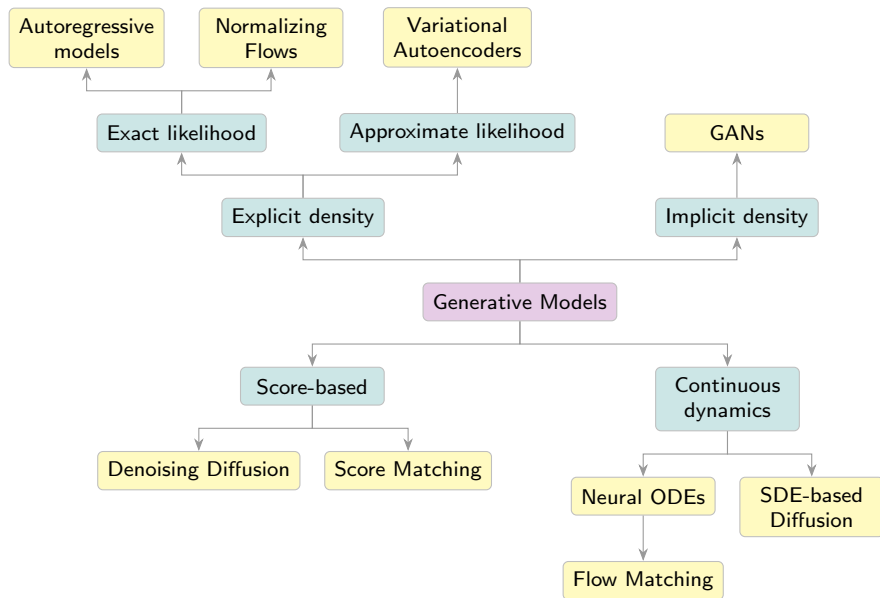 Autoregressive
models
Normalizing
Flows
Variational
Autoencoders
Exact likelihood
Approximate likelihood
GANs
Explicit density
Implicit density
Generative Models
Score-based
Continuous
dynamics
Denoising Diffusion
Score Matching
Neural ODEs
SDE-based
Diffusion
Flow Matching